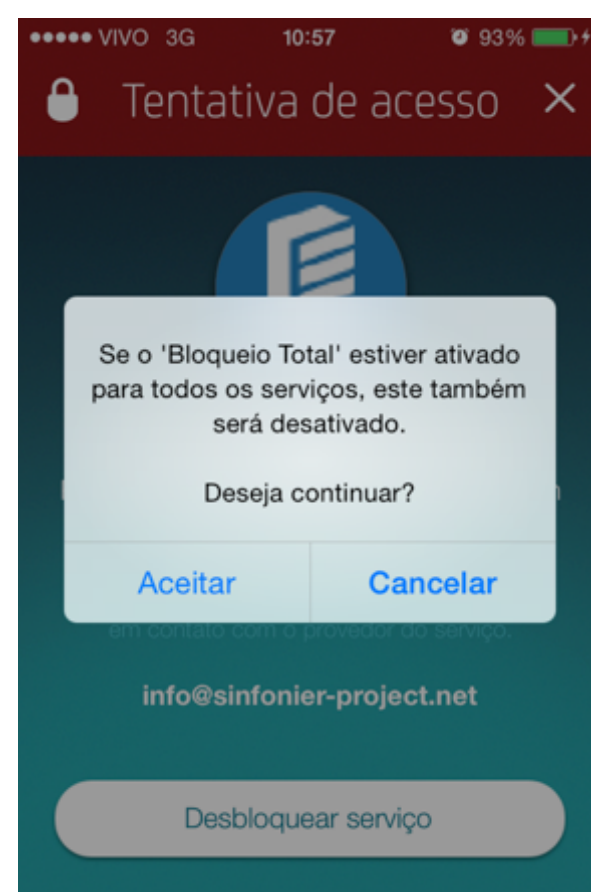 VIVO 3G 10:57 93%
Tentativa de acesso
Se o 'Bloqueio Total' estiver ativado
para todos os serviços, este também
será desativado.
Deseja continuar?
Aceitar Cancelar
em contato com o provedor do serviço.
info@sinfonier-project.net
Desbloquear serviço